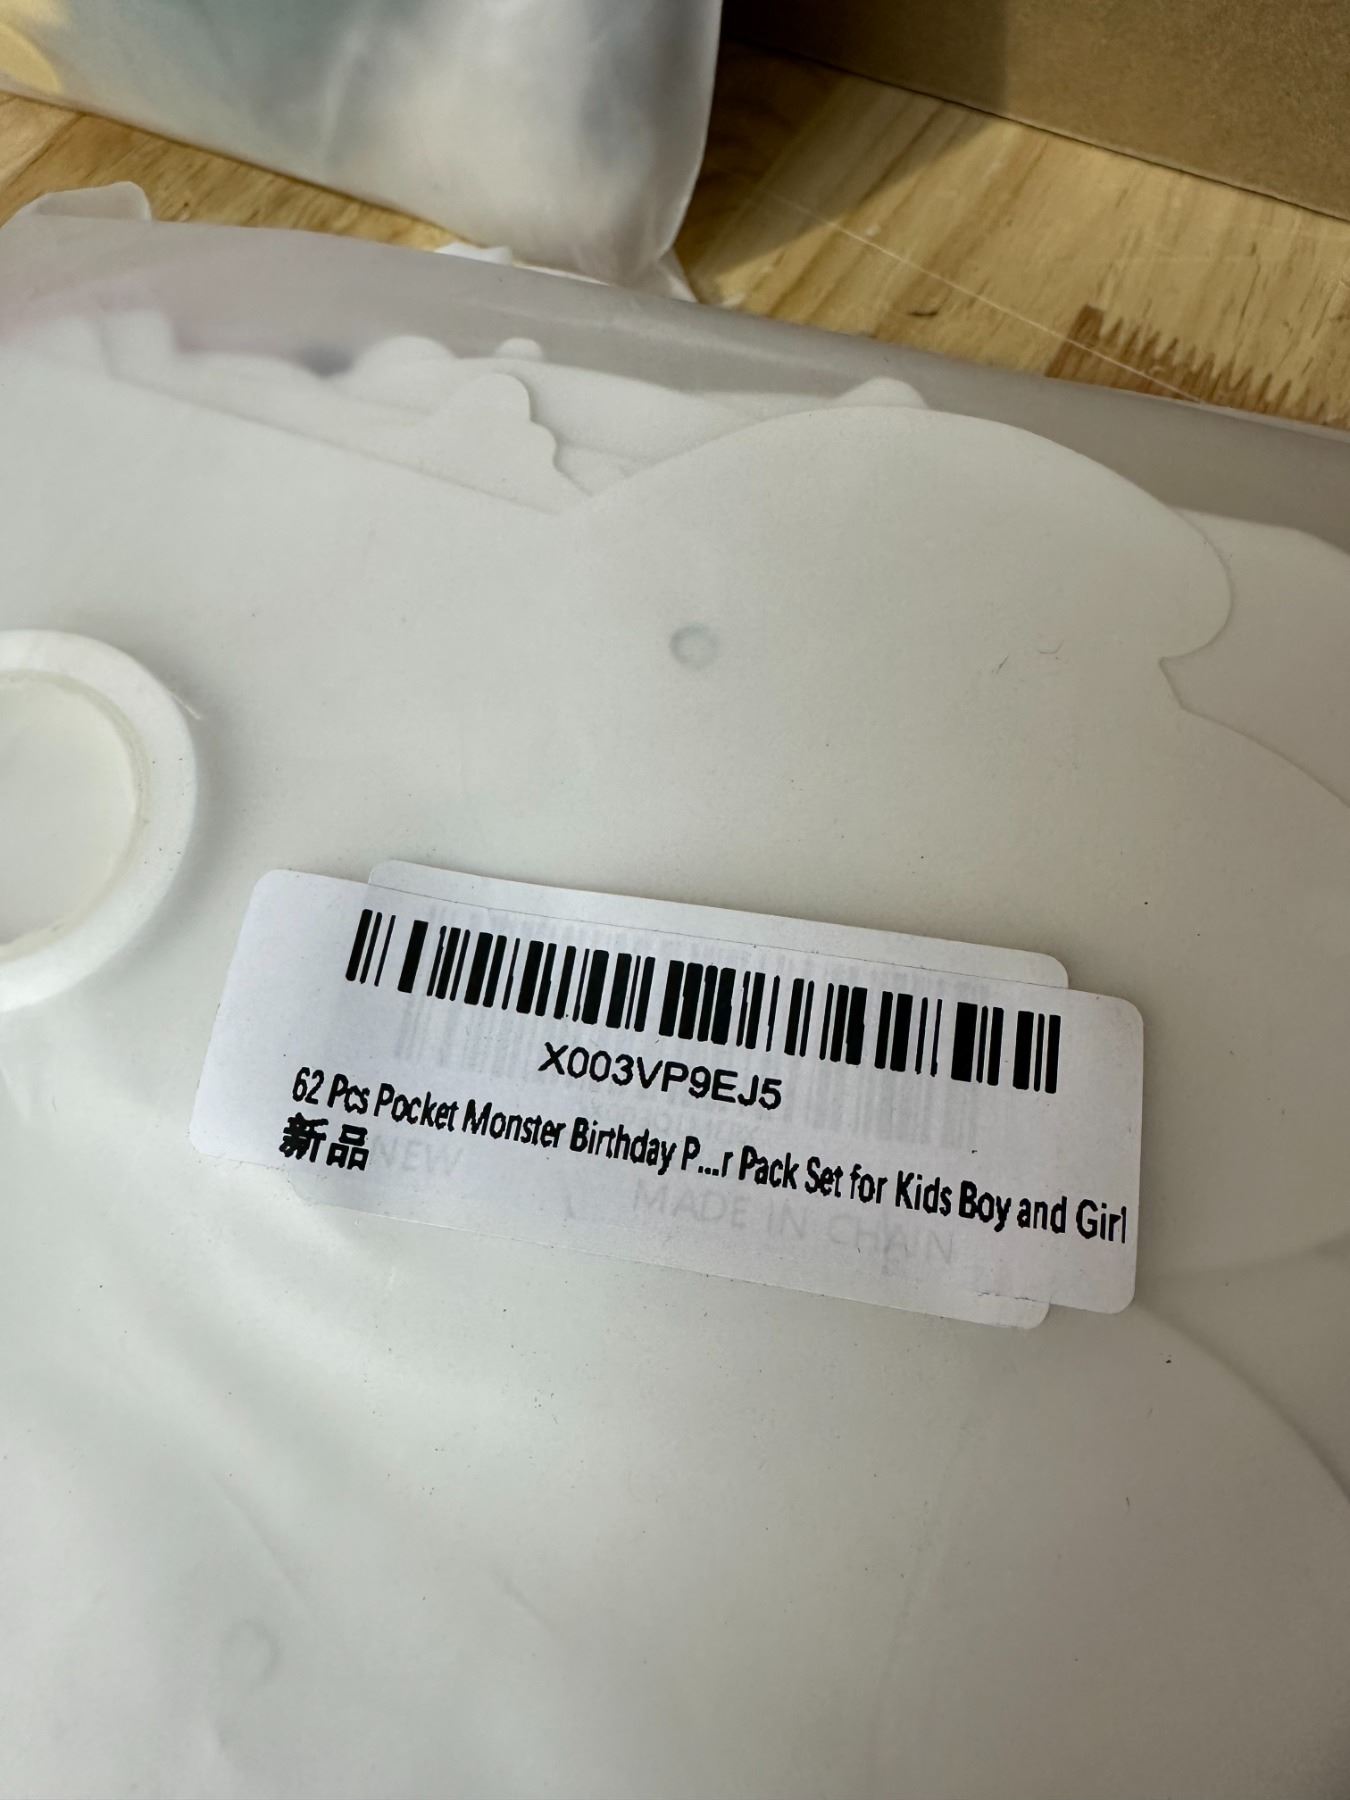 X003VP9EJ5
62 Pcs Pocket Monster Birthday P...r Pack Set for Kids Boy and Girl
新品
NEW
MADE IN CHAIN